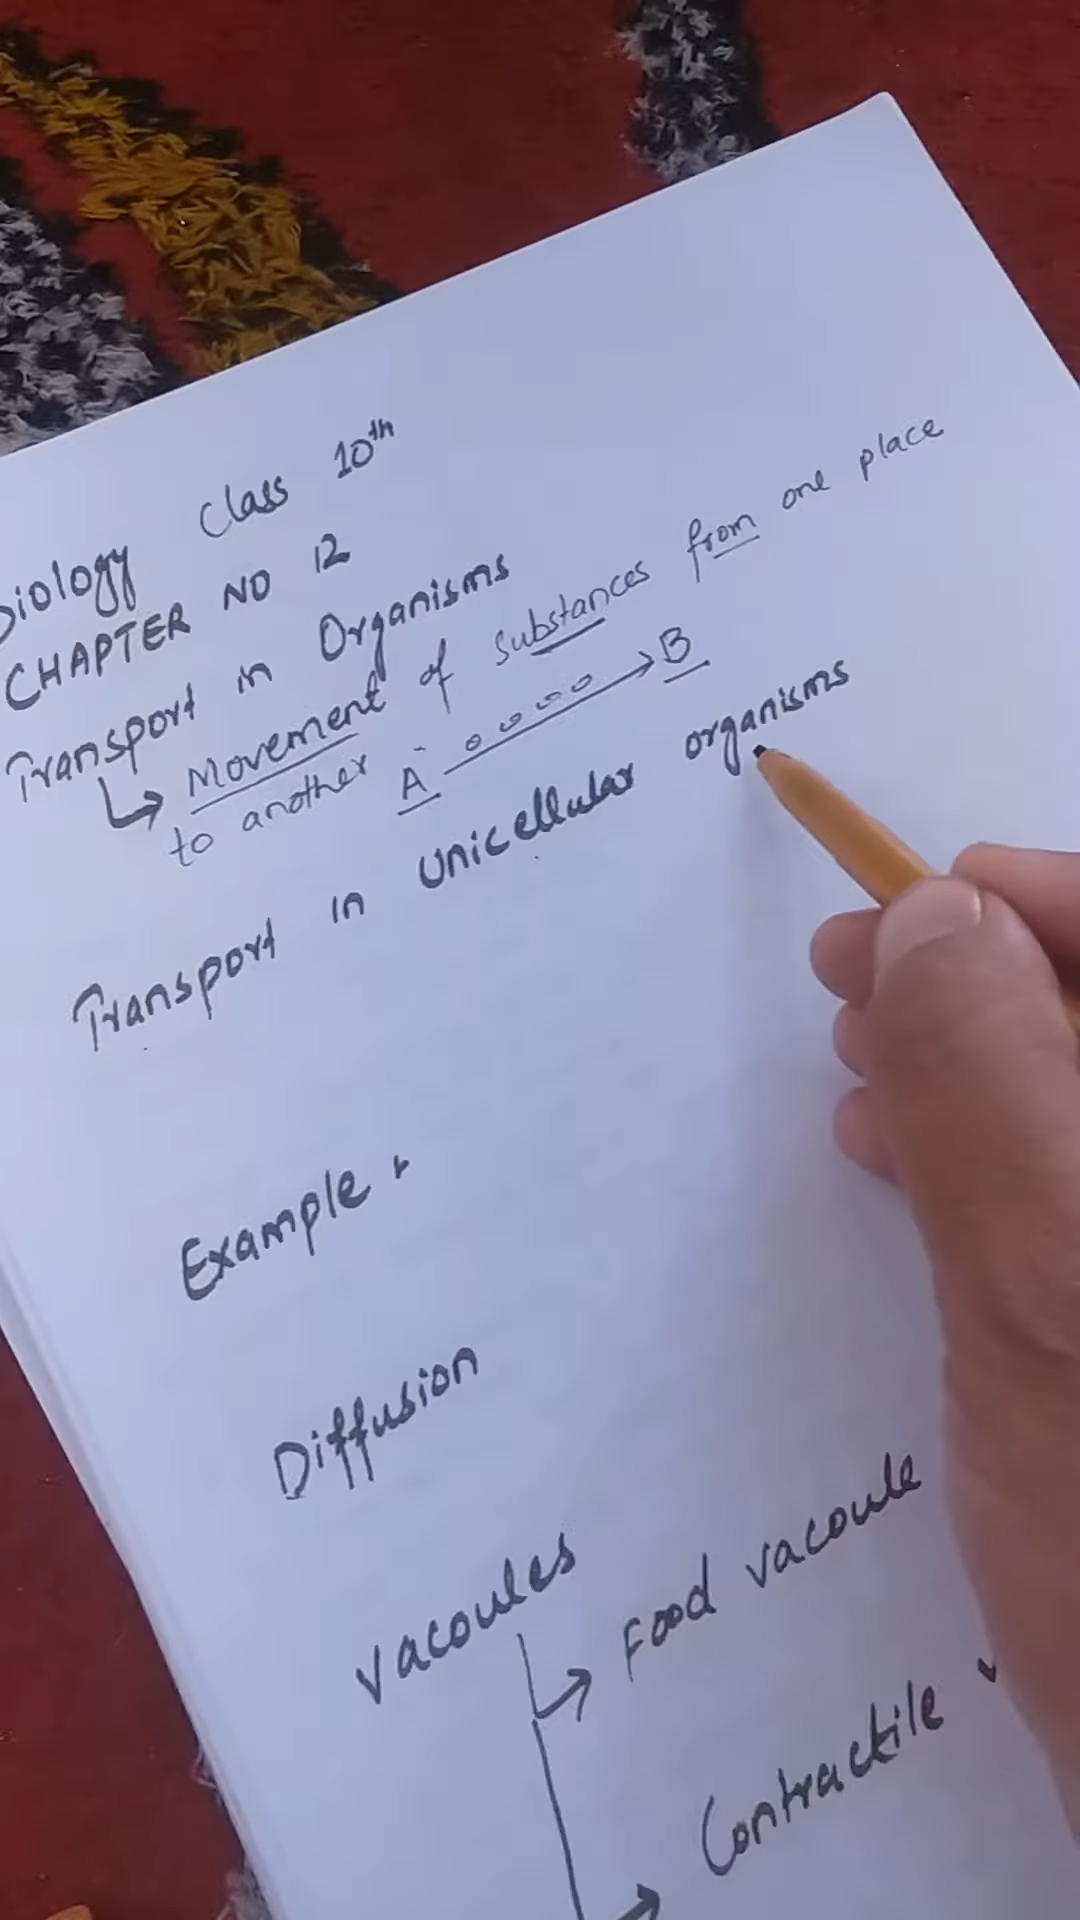 Biology Class 10th
CHAPTER NO 12
Transport in Organisms
Movement of substances from one place
to another A B
Transport in Unicellular organisms
Example
Diffusion
Vacoules
Food vacoule
Contractile